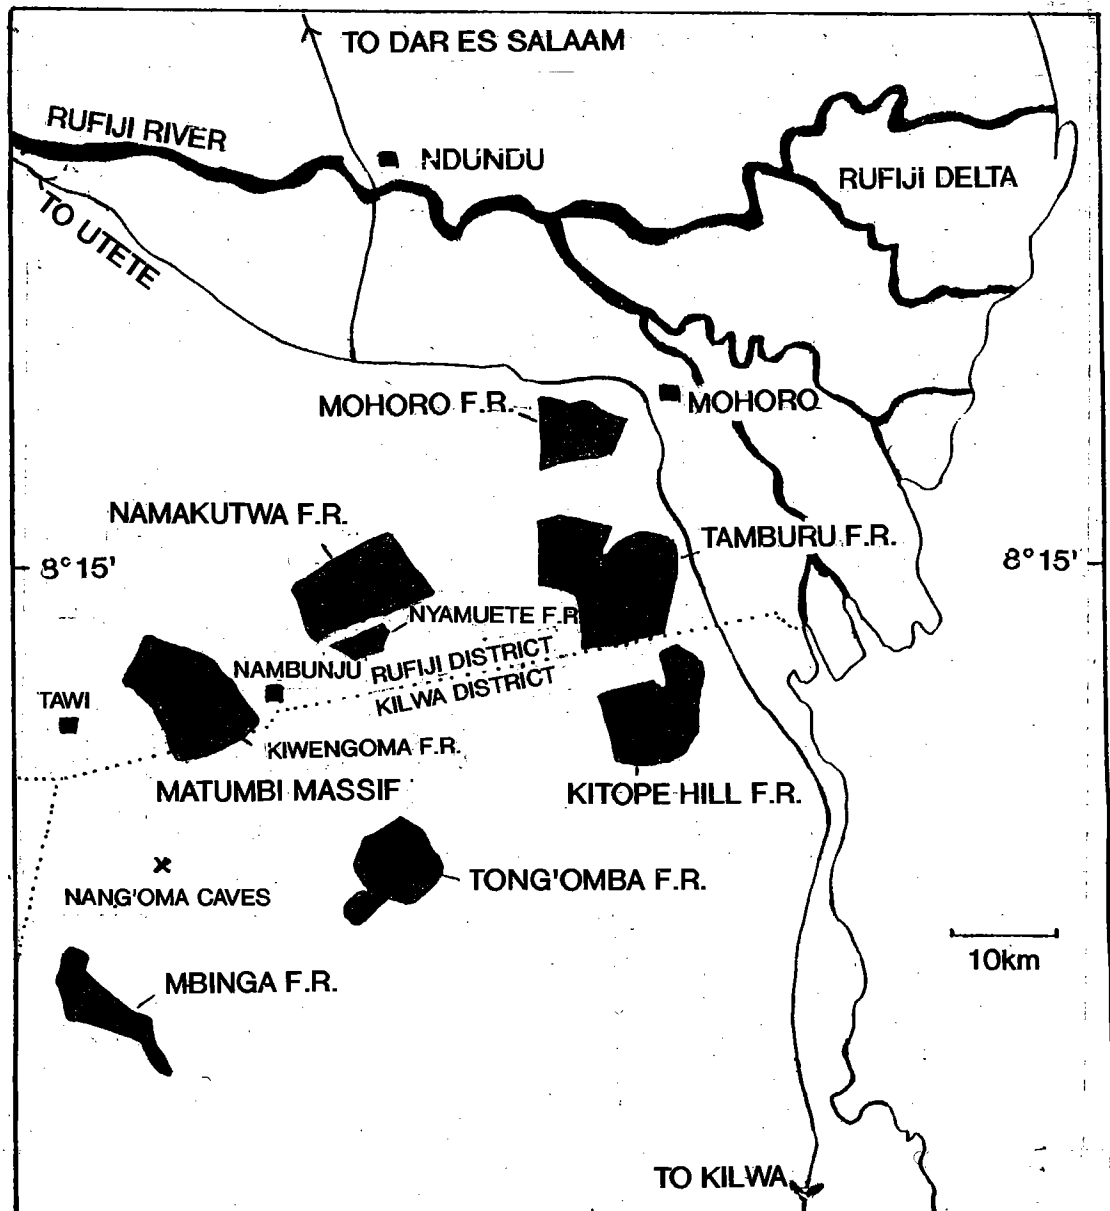 TO DAR ES SALAAM
RUFIJI RIVER
NDUNDU
RUFIJI DELTA
TO UTETE
MOHORO F.R.
MOHORO
NAMAKUTWA F.R.
TAMBURU F.R.
8°15'
8°15'
NYAMUETE F.R
NAMBUNJU
RUFIJI DISTRICT
KILWA DISTRICT
TAWI
KIWENGOMA F.R.
MATUMBI MASSIF
KITOPE HILL F.R.
TONG'OMBA F.R.
NANG'OMA CAVES
10km
MBINGA F.R.
TO KILWA